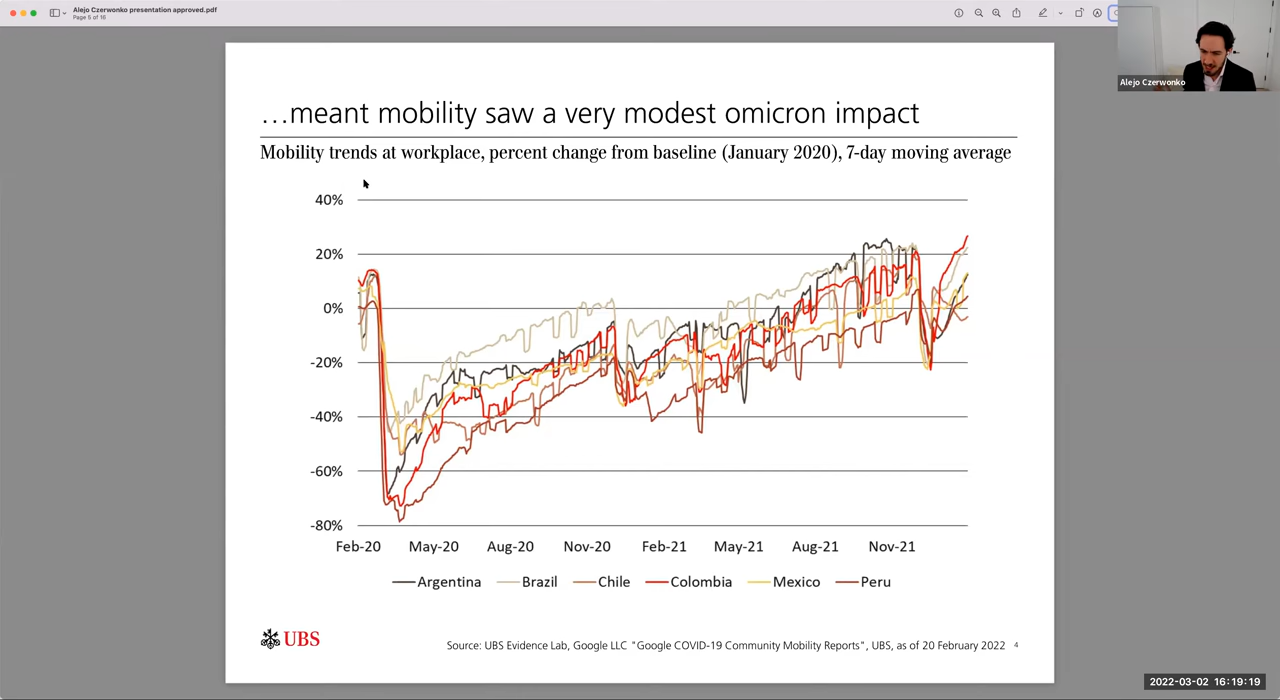 Alejo Czerwonko presentation approved.pdf
Page 5 of 16
Alejo Czerwonko
…meant mobility saw a very modest omicron impact
Mobility trends at workplace, percent change from baseline (January 2020), 7-day moving average
40%
20%
0%
-20%
-40%
-60%
-80%
Feb-20 May-20 Aug-20 Nov-20 Feb-21 May-21 Aug-21 Nov-21
Argentina Brazil Chile Colombia Mexico Peru
UBS
Source: UBS Evidence Lab, Google LLC "Google COVID-19 Community Mobility Reports", UBS, as of 20 February 2022 4
2022-03-02 16:19:19